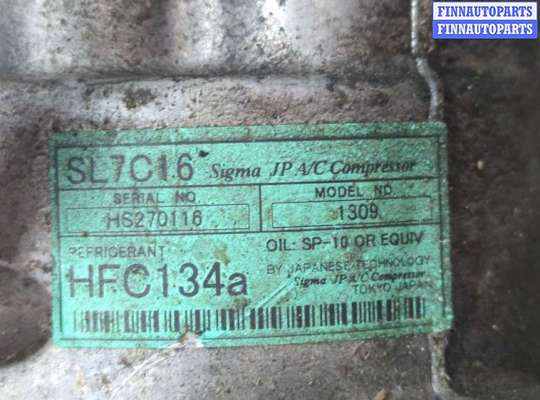 FINNAUTOPARTS
FINNAUTOPARTS
SL7C16 Sigma JP A/C Compressor
SERIAL NO
HS270116
MODEL NO
1309
REFRIGERANT
HFC134a
OIL: SP-10 OR EQUIV
BY JAPANESE TECHNOLOGY
Sigma JP A/C Compressor
TOKYO JAPAN